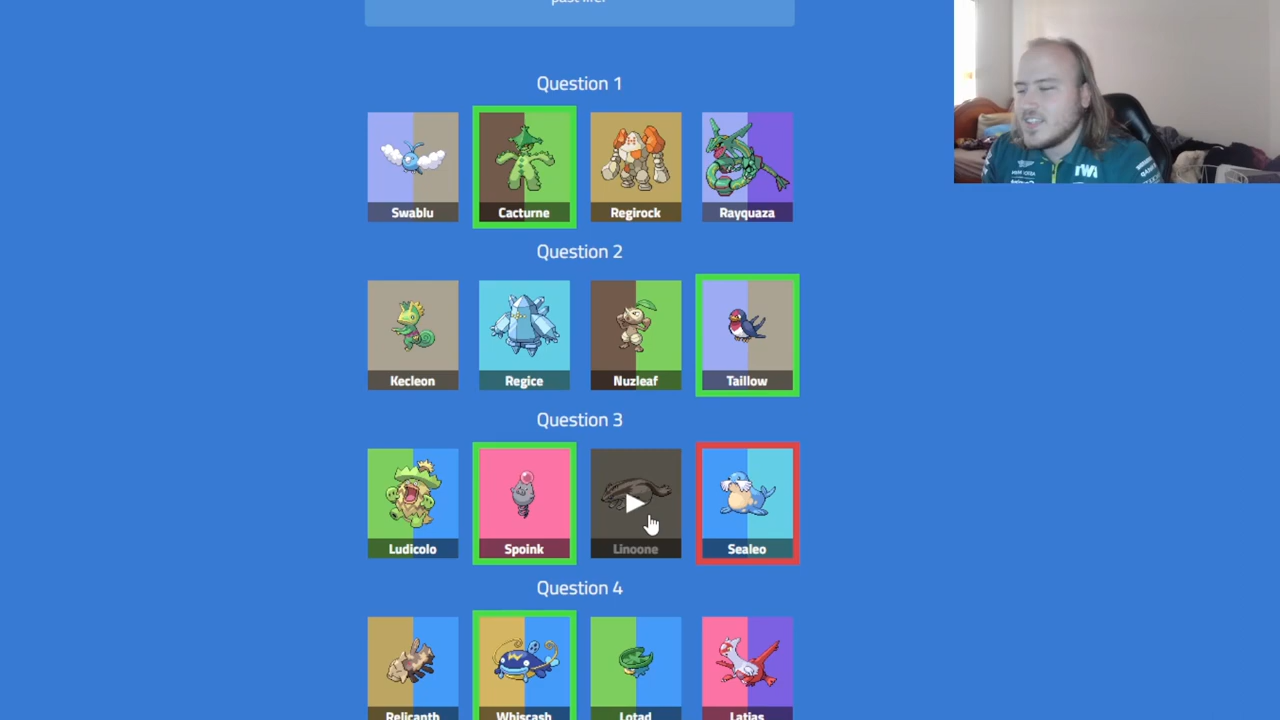 Question 1
Swablu Cacturne Regirock Rayquaza
Question 2
Kecleon Regice Nuzleaf Taillow
Question 3
Ludicolo Spoink Linoone Sealeo
Question 4
Relicanth Whiscash Lotad Latias